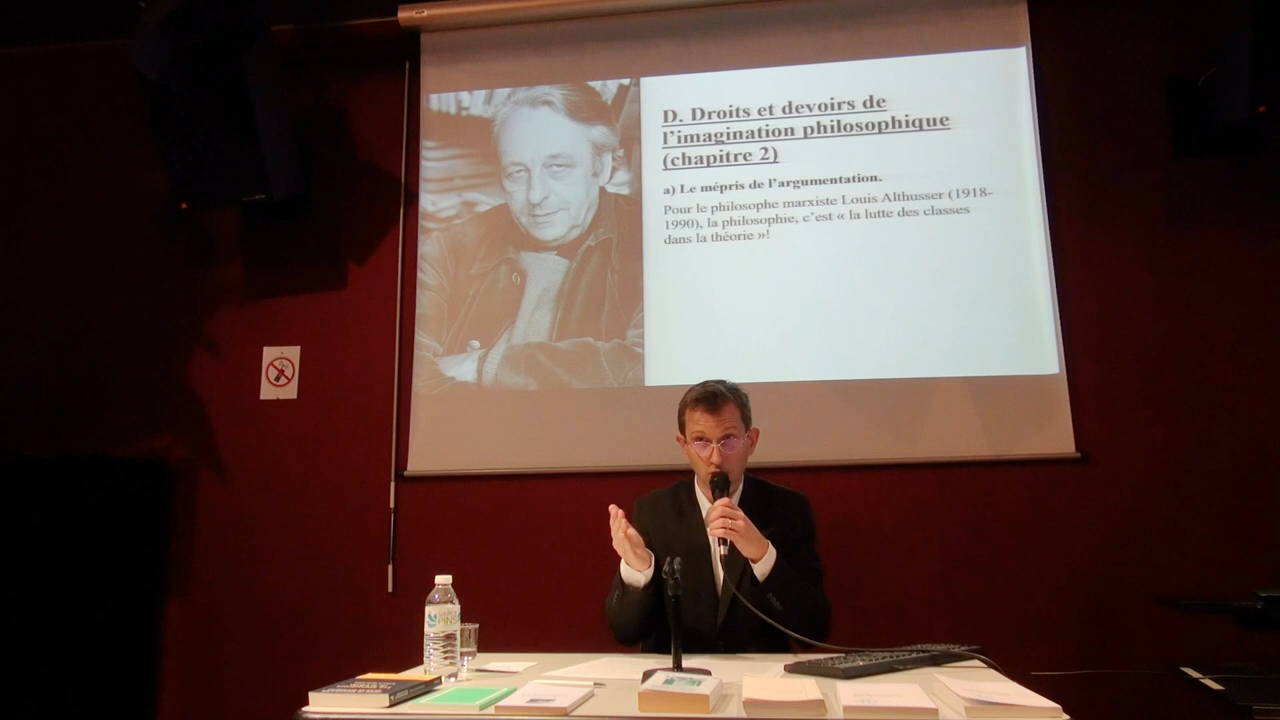 D. Droits et devoirs de
l'imagination philosophique
(chapitre 2)
a) Le mépris de l'argumentation.
Pour le philosophe marxiste Louis Althusser (1918-
1990), la philosophie, c'est « la lutte des classes
dans la théorie »!